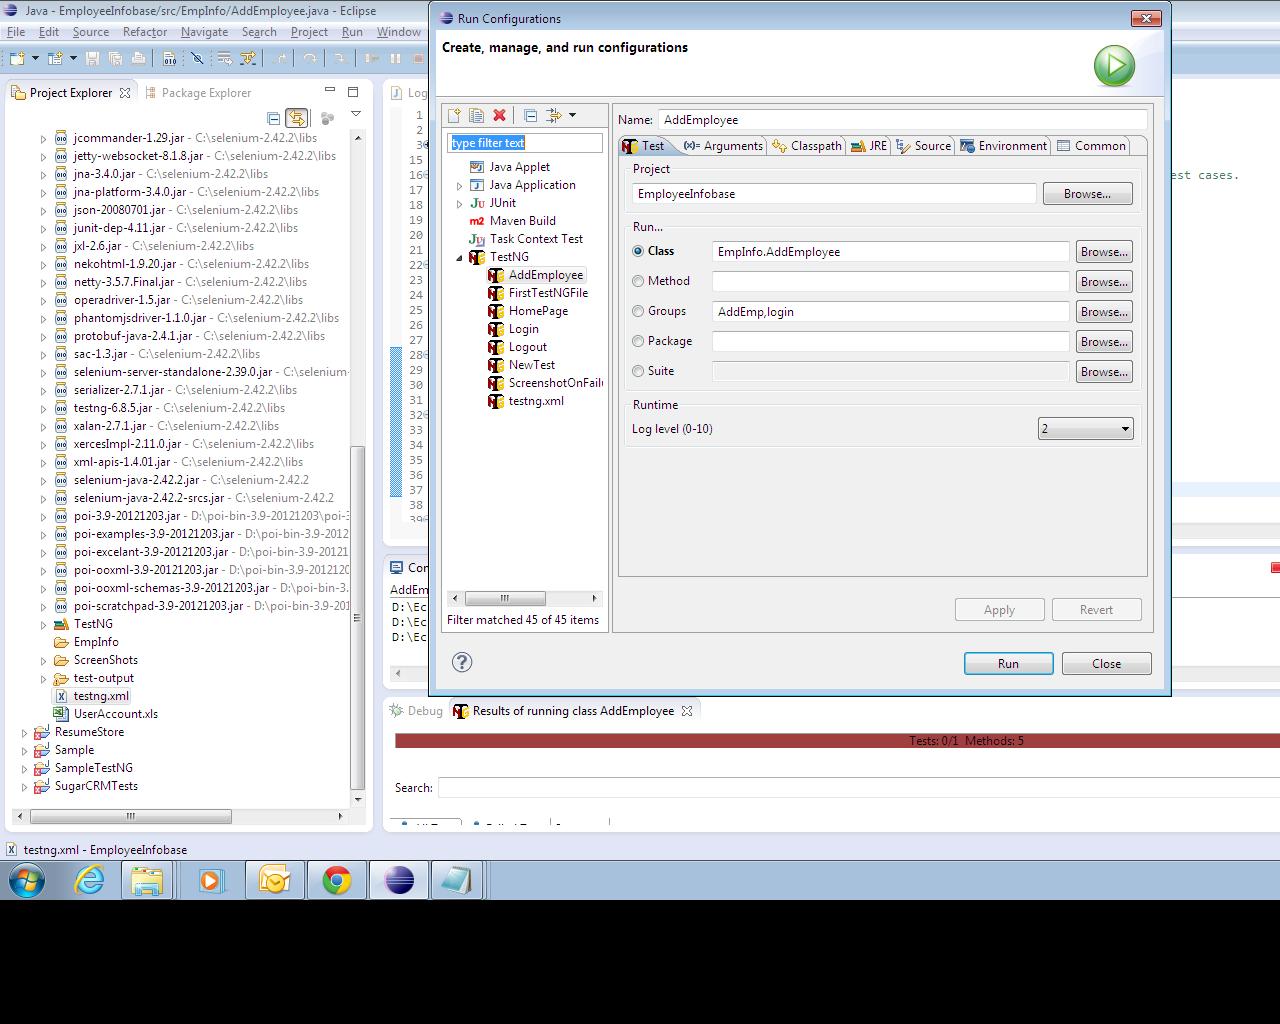 Java - EmployeeInfobase/src/EmpInfo/AddEmployee.java - Eclipse
File Edit Source Refactor Navigate Search Project Run Window
Project Explorer
Package Explorer
jcommander-1.29.jar - C:\selenium-2.42.2\libs
jetty-websocket-8.1.8.jar - C:\selenium-2.42.2\libs
jna-3.4.0.jar - C:\selenium-2.42.2\libs
jna-platform-3.4.0.jar - C:\selenium-2.42.2\libs
json-20080701.jar - C:\selenium-2.42.2\libs
junit-dep-4.11.jar - C:\selenium-2.42.2\libs
jxl-2.6.jar - C:\selenium-2.42.2\libs
nekohtml-1.9.20.jar - C:\selenium-2.42.2\libs
netty-3.5.7.Final.jar - C:\selenium-2.42.2\libs
operadriver-1.5.jar - C:\selenium-2.42.2\libs
phantomjsdriver-1.1.0.jar - C:\selenium-2.42.2\libs
protobuf-java-2.4.1.jar - C:\selenium-2.42.2\libs
sac-1.3.jar - C:\selenium-2.42.2\libs
selenium-server-standalone-2.39.0.jar - C:\selenium-
serializer-2.7.1.jar - C:\selenium-2.42.2\libs
testng-6.8.5.jar - C:\selenium-2.42.2\libs
xalan-2.7.1.jar - C:\selenium-2.42.2\libs
xercesImpl-2.11.0.jar - C:\selenium-2.42.2\libs
xml-apis-1.4.01.jar - C:\selenium-2.42.2\libs
selenium-java-2.42.2.jar - C:\selenium-2.42.2
selenium-java-2.42.2-srcs.jar - C:\selenium-2.42.2
poi-3.9-20121203.jar - D:\poi-bin-3.9-20121203\poi-3
poi-examples-3.9-20121203.jar - D:\poi-bin-3.9-2012
poi-excelant-3.9-20121203.jar - D:\poi-bin-3.9-20121
poi-ooxml-3.9-20121203.jar - D:\poi-bin-3.9-2012120
poi-ooxml-schemas-3.9-20121203.jar - D:\poi-bin-3.
poi-scratchpad-3.9-20121203.jar - D:\poi-bin-3.9-201
TestNG
EmpInfo
ScreenShots
test-output
testng.xml
UserAccount.xls
ResumeStore
Sample
SampleTestNG
SugarCRMTests
Log
1
2
3
16
17
18
19
20
21
22
23
24
25
26
27
28
29
30
31
32
33
34
35
36
37
38
39
est cases.
Con
AddEm
D:\Ec
D:\Ec
D:\Ec
Run Configurations
Create, manage, and run configurations
type filter text
Java Applet
Java Application
JUnit
m2 Maven Build
Task Context Test
TestNG
AddEmployee
FirstTestNGFile
HomePage
Login
Logout
NewTest
ScreenshotOnFailu
testng.xml
Filter matched 45 of 45 items
Name: AddEmployee
Test Arguments Classpath JRE Source Environment Common
Project
EmployeeInfobase Browse...
Run...
Class EmpInfo.AddEmployee Browse...
Method Browse...
Groups AddEmp,login Browse...
Package Browse...
Suite Browse...
Runtime
Log level (0-10) 2
Apply Revert
Run Close
Debug Results of running class AddEmployee
Tests: 0/1 Methods: 5
Search:
testng.xml - EmployeeInfobase